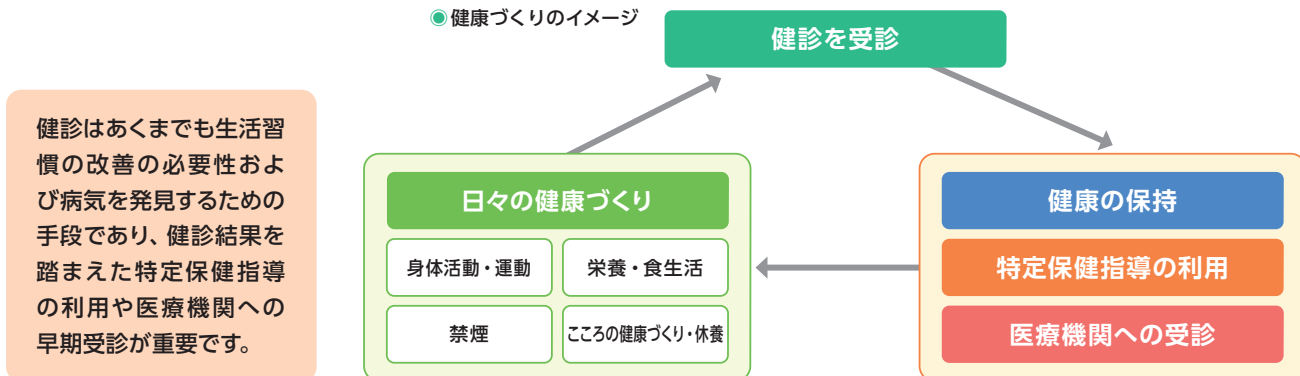 ◉健康づくりのイメージ
健診を受診
健診はあくまでも生活習
慣の改善の必要性およ
び病気を発見するための
手段であり、健診結果を
踏まえた特定保健指導
の利用や医療機関への
早期受診が重要です。
日々の健康づくり
身体活動・運動
栄養・食生活
禁煙
こころの健康づくり・休養
健康の保持
特定保健指導の利用
医療機関への受診